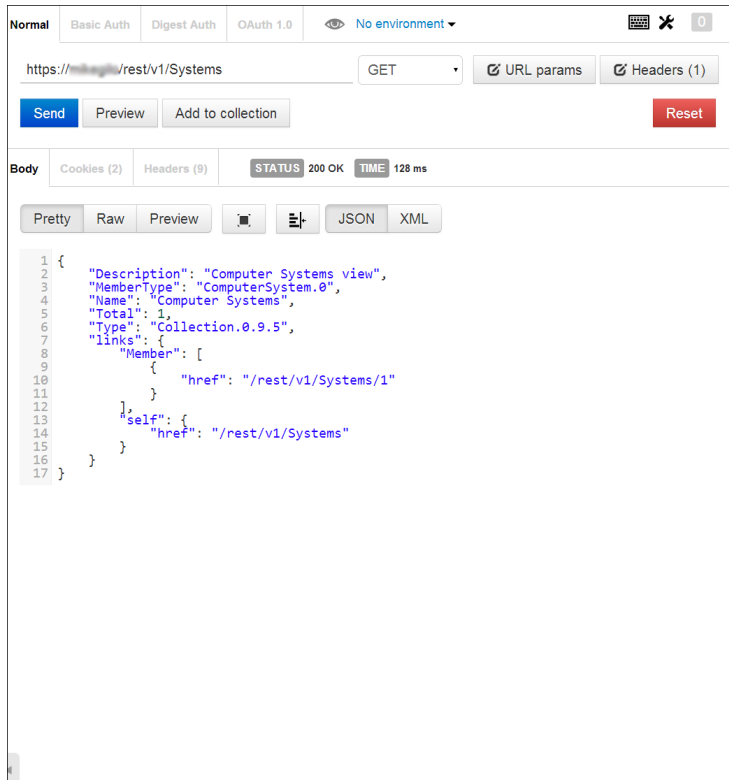 Normal Basic Auth Digest Auth OAuth 1.0 No environment 0
https:// /rest/v1/Systems GET URL params Headers (1)
Send Preview Add to collection Reset
Body Cookies (2) Headers (9) STATUS 200 OK TIME 128 ms
Pretty Raw Preview JSON XML
1 {
2 "Description": "Computer Systems view",
3 "MemberType": "ComputerSystem.0",
4 "Name": "Computer Systems",
5 "Total": 1,
6 "Type": "Collection.0.9.5",
7 "links": {
8 "Member": [
9 {
10 "href": "/rest/v1/Systems/1"
11 }
12 ],
13 "self": {
14 "href": "/rest/v1/Systems"
15 }
16 }
17 }